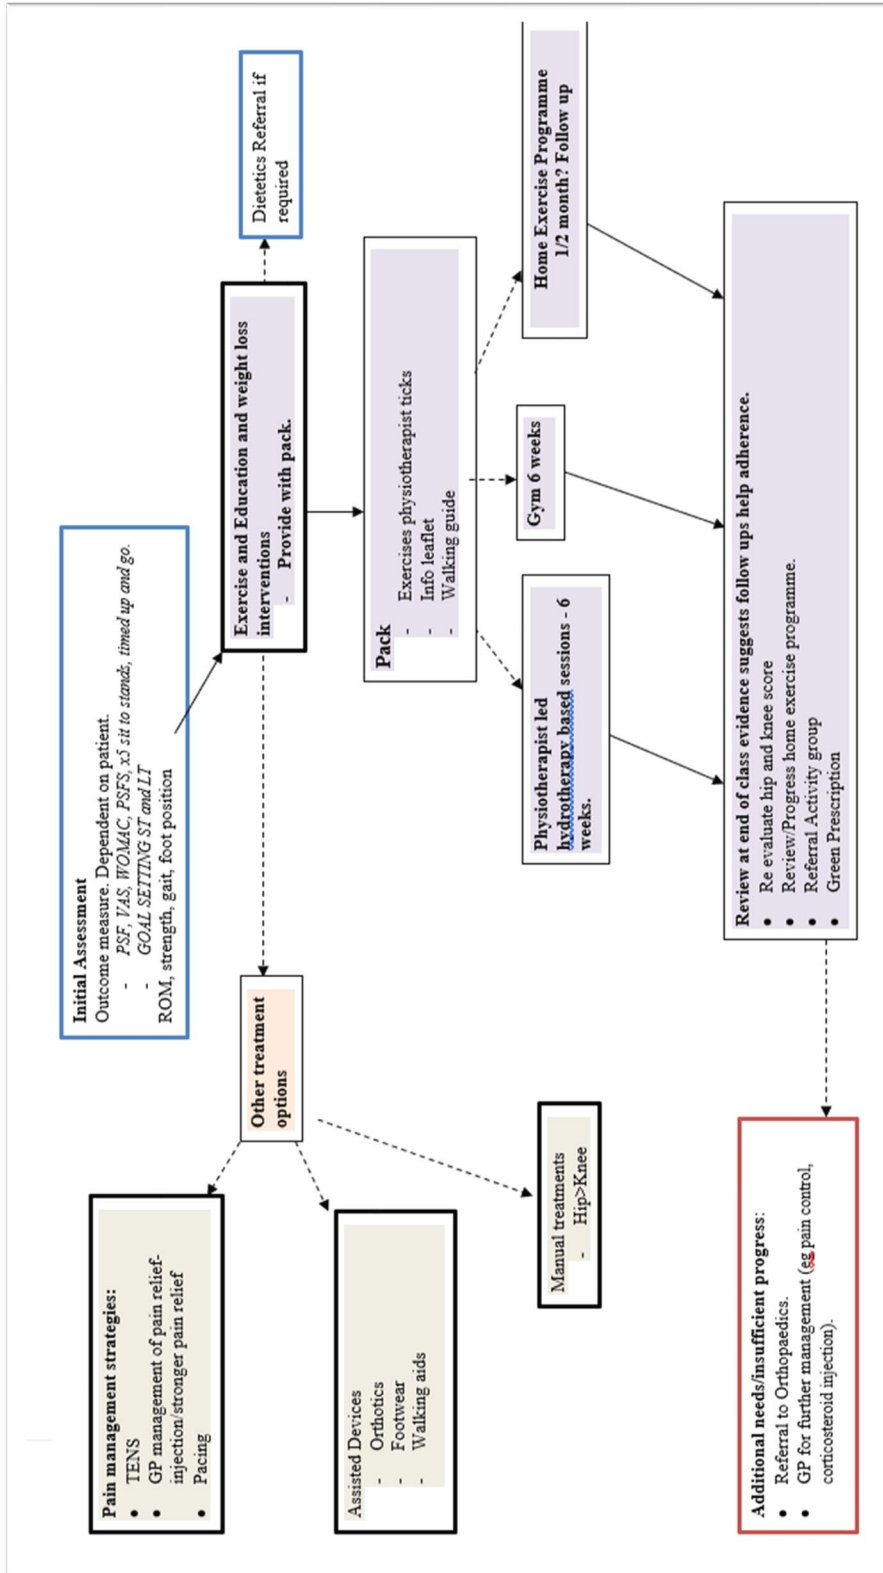 Initial Assessment
Outcome measure. Dependent on patient.
- PSF, VAS, WOMAC, PSFS, x5 sit to stands, timed up and go.
- GOAL SETTING ST and LT
ROM, strength, gait, foot position
Pain management strategies:
• TENS
• GP management of pain relief-
injection/stronger pain relief
• Pacing
Other treatment
options
Exercise and Education and weight loss
interventions
- Provide with pack.
Dietetics Referral if
required
Assisted Devices
- Orthotics
- Footwear
- Walking aids
Pack
- Exercises physiotherapist ticks
- Info leaflet
- Walking guide
Manual treatments
- Hip>Knee
Physiotherapist led
hydrotherapy based sessions - 6
weeks.
Gym 6 weeks
Home Exercise Programme
1/2 month? Follow up
Review at end of class evidence suggests follow ups help adherence.
• Re evaluate hip and knee score
• Review/Progress home exercise programme.
• Referral Activity group
• Green Prescription
Additional needs/insufficient progress:
• Referral to Orthopaedics.
• GP for further management (eg pain control,
corticosteroid injection).